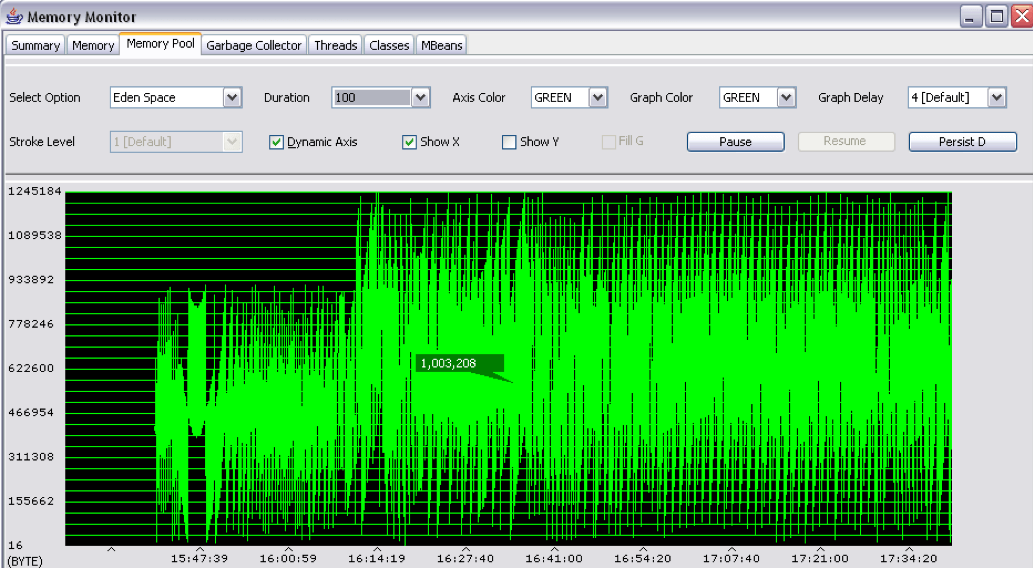 Memory Monitor
Summary Memory Memory Pool Garbage Collector Threads Classes MBeans
Select Option Eden Space Duration 100 Axis Color GREEN Graph Color GREEN Graph Delay 4 [Default]
Stroke Level 1 [Default] Dynamic Axis Show X Show Y Fill G Pause Resume Persist D
1245184
1089538
933892
778246
1,003,208
622600
466954
311308
155662
16
(BYTE) 15:47:39 16:00:59 16:14:19 16:27:40 16:41:00 16:54:20 17:07:40 17:21:00 17:34:20